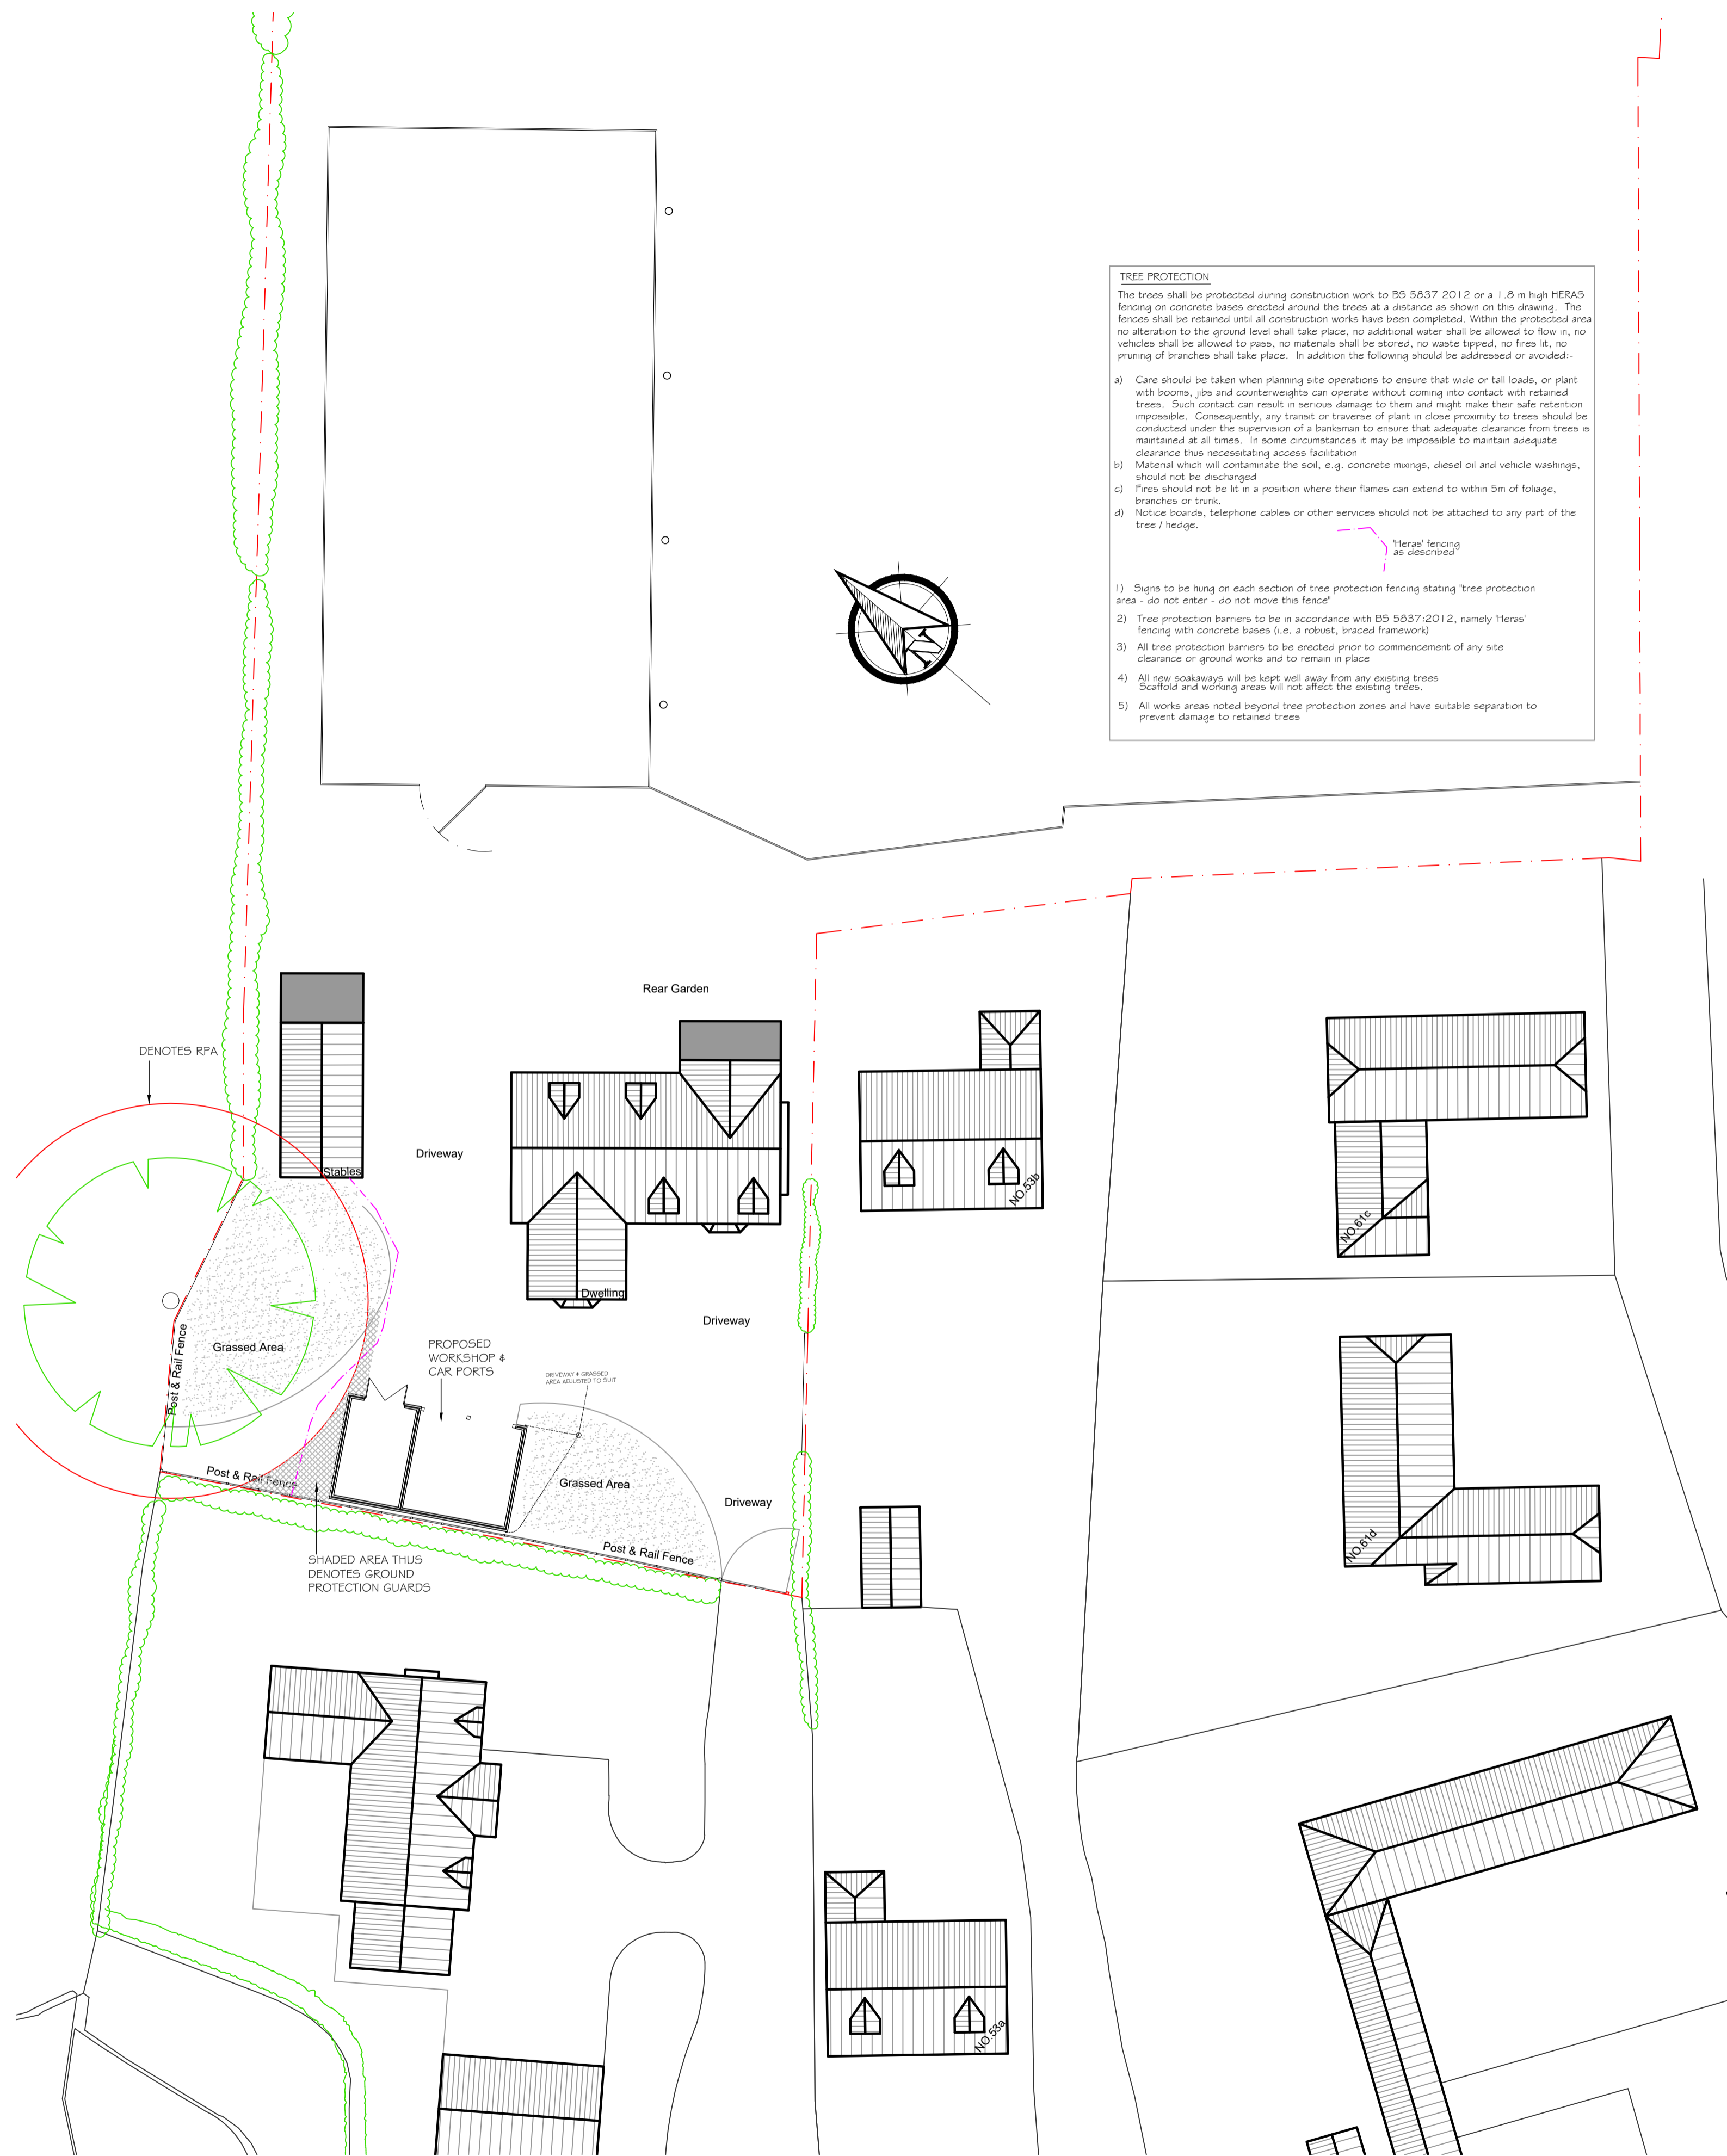 TREE PROTECTION
The trees shall be protected during construction work to BS 5837 2012 or a 1.8 m high HERAS
fencing on concrete bases erected around the trees at a distance as shown on this drawing. The
fences shall be retained until all construction works have been completed. Within the protected area
no alteration to the ground level shall take place, no additional water shall be allowed to flow in, no
vehicles shall be allowed to pass, no materials shall be stored, no waste tipped, no fires lit, no
pruning of branches shall take place. In addition the following should be addressed or avoided:-
a) Care should be taken when planning site operations to ensure that wide or tall loads, or plant
with booms, jibs and counterweights can operate without coming into contact with retained
trees. Such contact can result in serious damage to them and might make their safe retention
impossible. Consequently, any transit or traverse of plant in close proximity to trees should be
conducted under the supervision of a banksman to ensure that adequate clearance from trees is
maintained at all times. In some circumstances it may be impossible to maintain adequate
clearance thus necessitating access facilitation
b) Material which will contaminate the soil, e.g. concrete mixings, diesel oil and vehicle washings,
should not be discharged
c) Fires should not be lit in a position where their flames can extend to within 5m of foliage,
branches or trunk.
d) Notice boards, telephone cables or other services should not be attached to any part of the
tree / hedge.
'Heras' fencing
as described
1) Signs to be hung on each section of tree protection fencing stating "tree protection
area - do not enter - do not move this fence"
2) Tree protection barriers to be in accordance with BS 5837:2012, namely 'Heras'
fencing with concrete bases (i.e. a robust, braced framework)
3) All tree protection barriers to be erected prior to commencement of any site
clearance or ground works and to remain in place
4) All new soakaways will be kept well away from any existing trees
Scaffold and working areas will not affect the existing trees.
5) All works areas noted beyond tree protection zones and have suitable separation to
prevent damage to retained trees
N
Rear Garden
DENOTES RPA
Stables
Driveway
NO.53b
NO.61c
Dwelling
Driveway
Post & Rail Fence
Grassed Area
PROPOSED
WORKSHOP &
CAR PORTS
DRIVEWAY & GRASSED
AREA ADJUSTED TO SUIT
Post & Rail Fence
Grassed Area
Driveway
Post & Rail Fence
NO.61d
SHADED AREA THUS
DENOTES GROUND
PROTECTION GUARDS
NO.53a